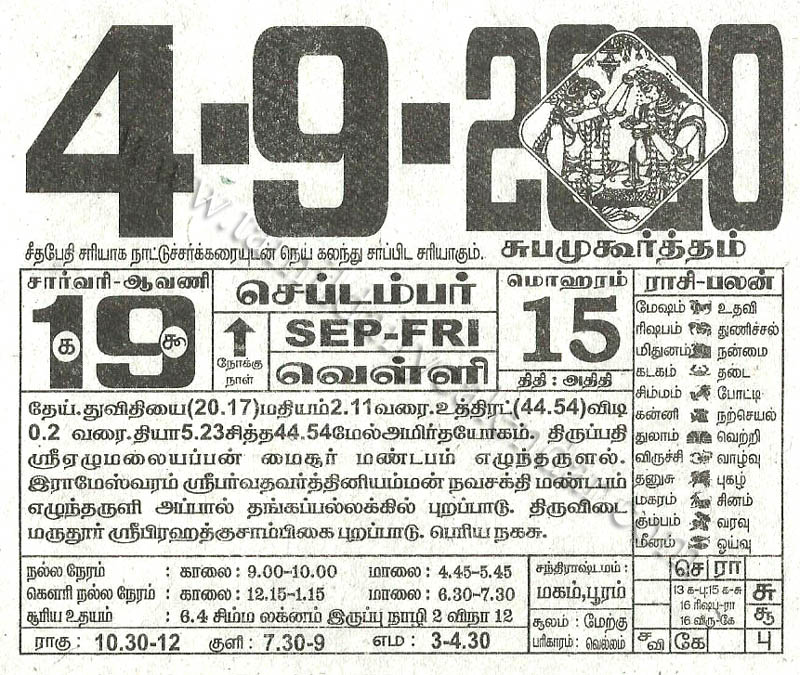 4-9-2020
சீதபேதி சரியாக நாட்டுச்சர்க்கரையுடன் நெய் கலந்து சாப்பிட சரியாகும்.
சுபமுகூர்த்தம்
சார்வரி-ஆவணி
19
க ௯
செப்டம்பர்
SEP-FRI
வெள்ளி
நோக்கு
நாள்
மொஹரம்
15
திதி : அதிதி
ராசி-பலன்
மேஷம் உதவி
ரிஷபம் துணிச்சல்
மிதுனம் நன்மை
கடகம் தடை
சிம்மம் போட்டி
கன்னி நற்செயல்
துலாம் வெற்றி
விருச்சி வாழ்வு
தனுசு புகழ்
மகரம் சினம்
கும்பம் வரவு
மீனம் ஓய்வு
தேய்.துவிதியை(20.17)மதியம்2.11வரை.உத்திரட்(44.54)விடி
0.2 வரை.தியா5.23சித்த44.54மேல்அமிர்தயோகம். திருப்பதி
ஸ்ரீஏழுமலையப்பன் மைசூர் மண்டபம் எழுந்தருளல்.
இராமேஸ்வரம் ஸ்ரீபர்வதவர்த்தினியம்மன் நவசக்தி மண்டபம்
எழுந்தருளி அப்பால் தங்கப்பல்லக்கில் புறப்பாடு. திருவிடை
மருதூர் ஸ்ரீபிரஹத்குசாம்பிகை புறப்பாடு. பெரிய நகசு.
நல்ல நேரம் : காலை: 9.00-10.00 மாலை: 4.45-5.45
கௌரி நல்ல நேரம் : காலை: 12.15-1.15 மாலை: 6.30-7.30
சூரிய உதயம் : 6.4 சிம்ம லக்னம் இருப்பு நாழி 2 விநா 12
ராகு: 10.30-12 குளி: 7.30-9 எம: 3-4.30
சந்திராஷ்டமம் :
மகம்,பூரம்
சூலம் : மேற்கு
பரிகாரம் : வெல்லம்
செ ரா
13 க-பு:15 க-சு
16 ரிஷபு-ரா
16 விரு-கே
சு
சூ
ச வி கே பு